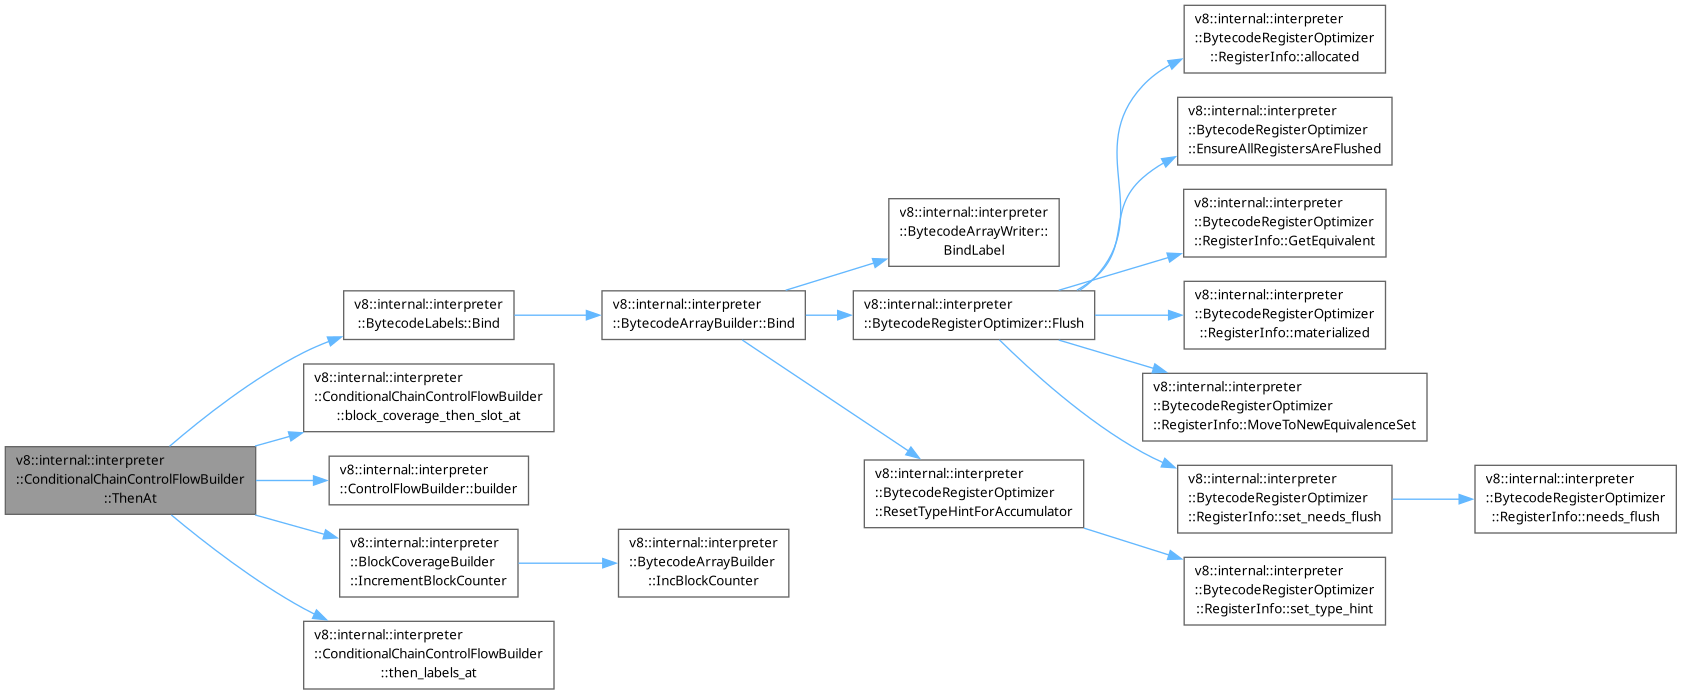 v8::internal::interpreter
::ConditionalChainControlFlowBuilder
::ThenAt
v8::internal::interpreter
::BytecodeLabels::Bind
v8::internal::interpreter
::ConditionalChainControlFlowBuilder
::block_coverage_then_slot_at
v8::internal::interpreter
::ControlFlowBuilder::builder
v8::internal::interpreter
::BlockCoverageBuilder
::IncrementBlockCounter
v8::internal::interpreter
::ConditionalChainControlFlowBuilder
::then_labels_at
v8::internal::interpreter
::BytecodeArrayBuilder::Bind
v8::internal::interpreter
::BytecodeArrayBuilder
::IncBlockCounter
v8::internal::interpreter
::BytecodeArrayWriter::
BindLabel
v8::internal::interpreter
::BytecodeRegisterOptimizer::Flush
v8::internal::interpreter
::BytecodeRegisterOptimizer
::ResetTypeHintForAccumulator
v8::internal::interpreter
::BytecodeRegisterOptimizer
::RegisterInfo::allocated
v8::internal::interpreter
::BytecodeRegisterOptimizer
::EnsureAllRegistersAreFlushed
v8::internal::interpreter
::BytecodeRegisterOptimizer
::RegisterInfo::GetEquivalent
v8::internal::interpreter
::BytecodeRegisterOptimizer
::RegisterInfo::materialized
v8::internal::interpreter
::BytecodeRegisterOptimizer
::RegisterInfo::MoveToNewEquivalenceSet
v8::internal::interpreter
::BytecodeRegisterOptimizer
::RegisterInfo::set_needs_flush
v8::internal::interpreter
::BytecodeRegisterOptimizer
::RegisterInfo::set_type_hint
v8::internal::interpreter
::BytecodeRegisterOptimizer
::RegisterInfo::needs_flush